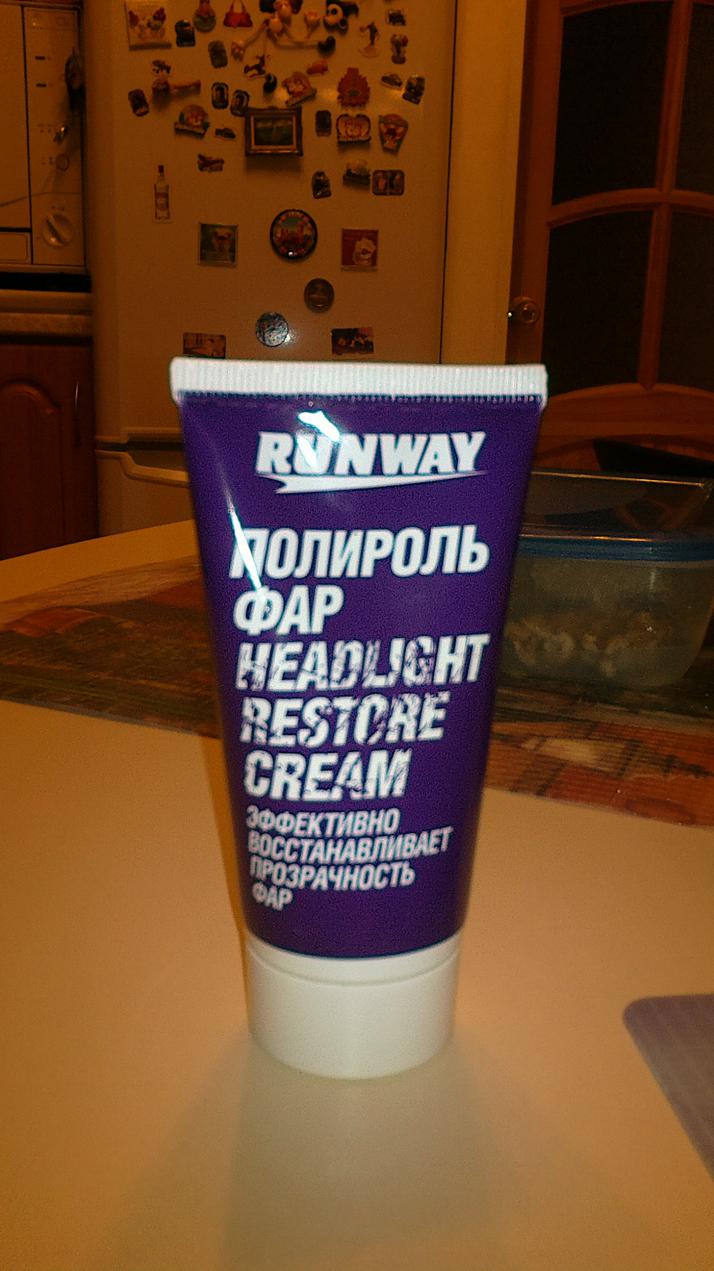 RUNWAY
ПОЛИРОЛЬ
ФАР
HEADLIGHT
RESTORE
CREAM
ЭФФЕКТИВНО
ВОССТАНАВЛИВАЕТ
ПРОЗРАЧНОСТЬ
ФАР